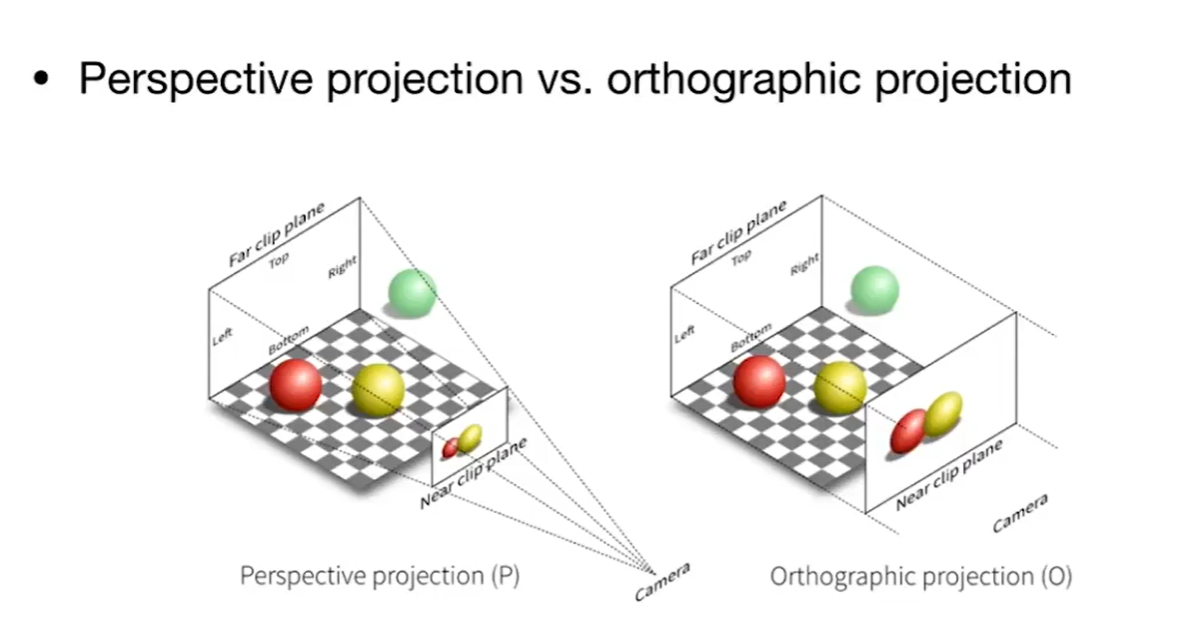 • Perspective projection vs. orthographic projection
Far clip plane
Top
Right
Left
Bottom
Near clip plane
Camera
Perspective projection (P)
Far clip plane
Top
Right
Left
Bottom
Near clip plane
Camera
Orthographic projection (O)